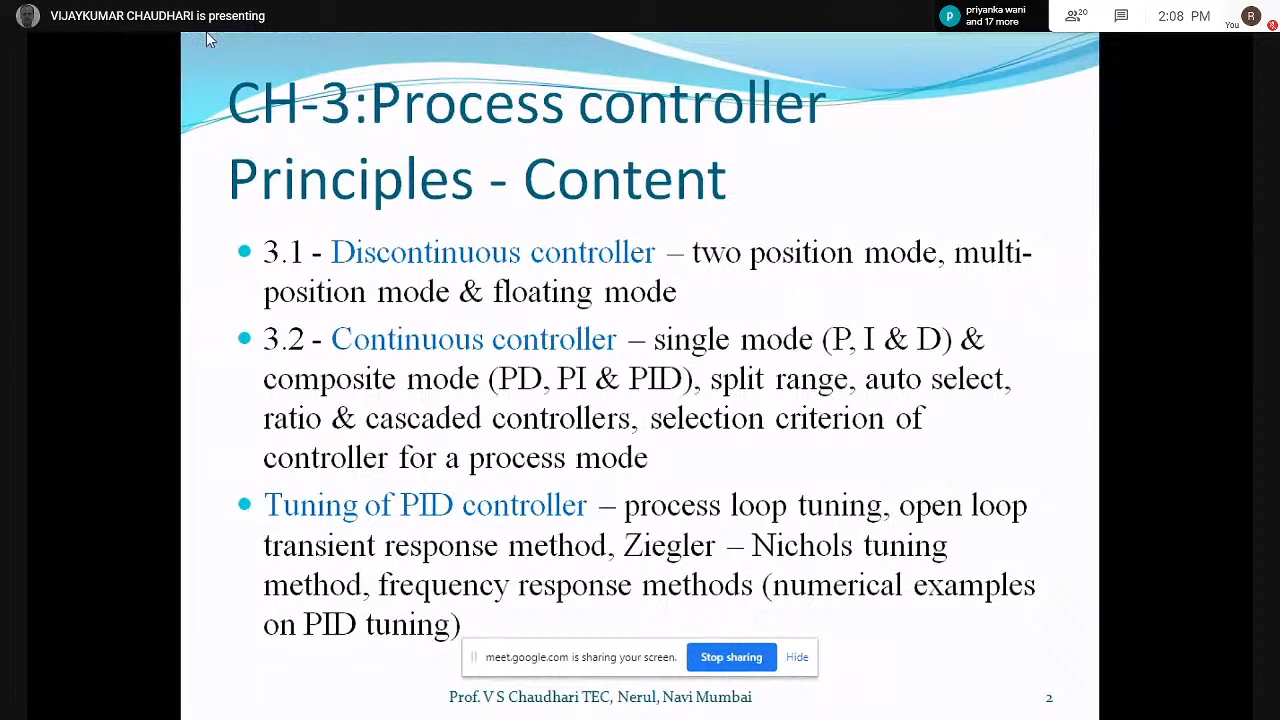 VIJAYKUMAR CHAUDHARI is presenting
p
priyanka wani
and 17 more
20
2:08 PM
You
R
CH-3:Process controller
Principles - Content
3.1 - Discontinuous controller – two position mode, multi-
position mode & floating mode
3.2 - Continuous controller – single mode (P, I & D) &
composite mode (PD, PI & PID), split range, auto select,
ratio & cascaded controllers, selection criterion of
controller for a process mode
Tuning of PID controller – process loop tuning, open loop
transient response method, Ziegler – Nichols tuning
method, frequency response methods (numerical examples
on PID tuning)
meet.google.com is sharing your screen.
Stop sharing
Hide
Prof. V S Chaudhari TEC, Nerul, Navi Mumbai
2